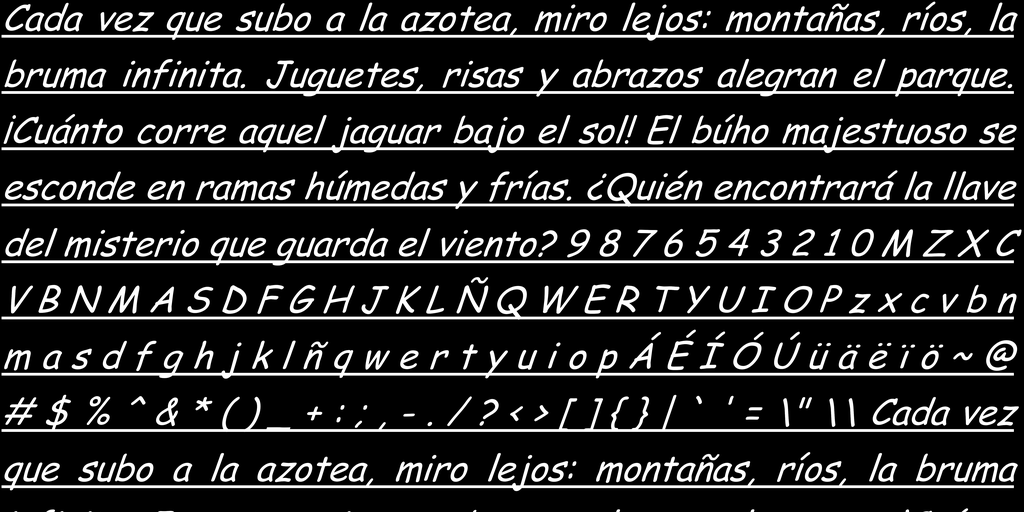 Cada vez que subo a la azotea, miro lejos: montañas, ríos, la
bruma infinita. Juguetes, risas y abrazos alegran el parque.
¡Cuánto corre aquel jaguar bajo el sol! El búho majestuoso se
esconde en ramas húmedas y frías. ¿Quién encontrará la llave
del misterio que guarda el viento? 9 8 7 6 5 4 3 2 1 0 M Z X C
V B N M A S D F G H J K L Ñ Q W E R T Y U I O P z x c v b n
m a s d f g h j k l ñ q w e r t y u i o p Á É Í Ó Ú ü ä ë ï ö ~ @
# $ % ^ & * ( ) _ + : ; , - . / ? < > [ ] { } | ` ' = \" \\ Cada vez
que subo a la azotea, miro lejos: montañas, ríos, la bruma